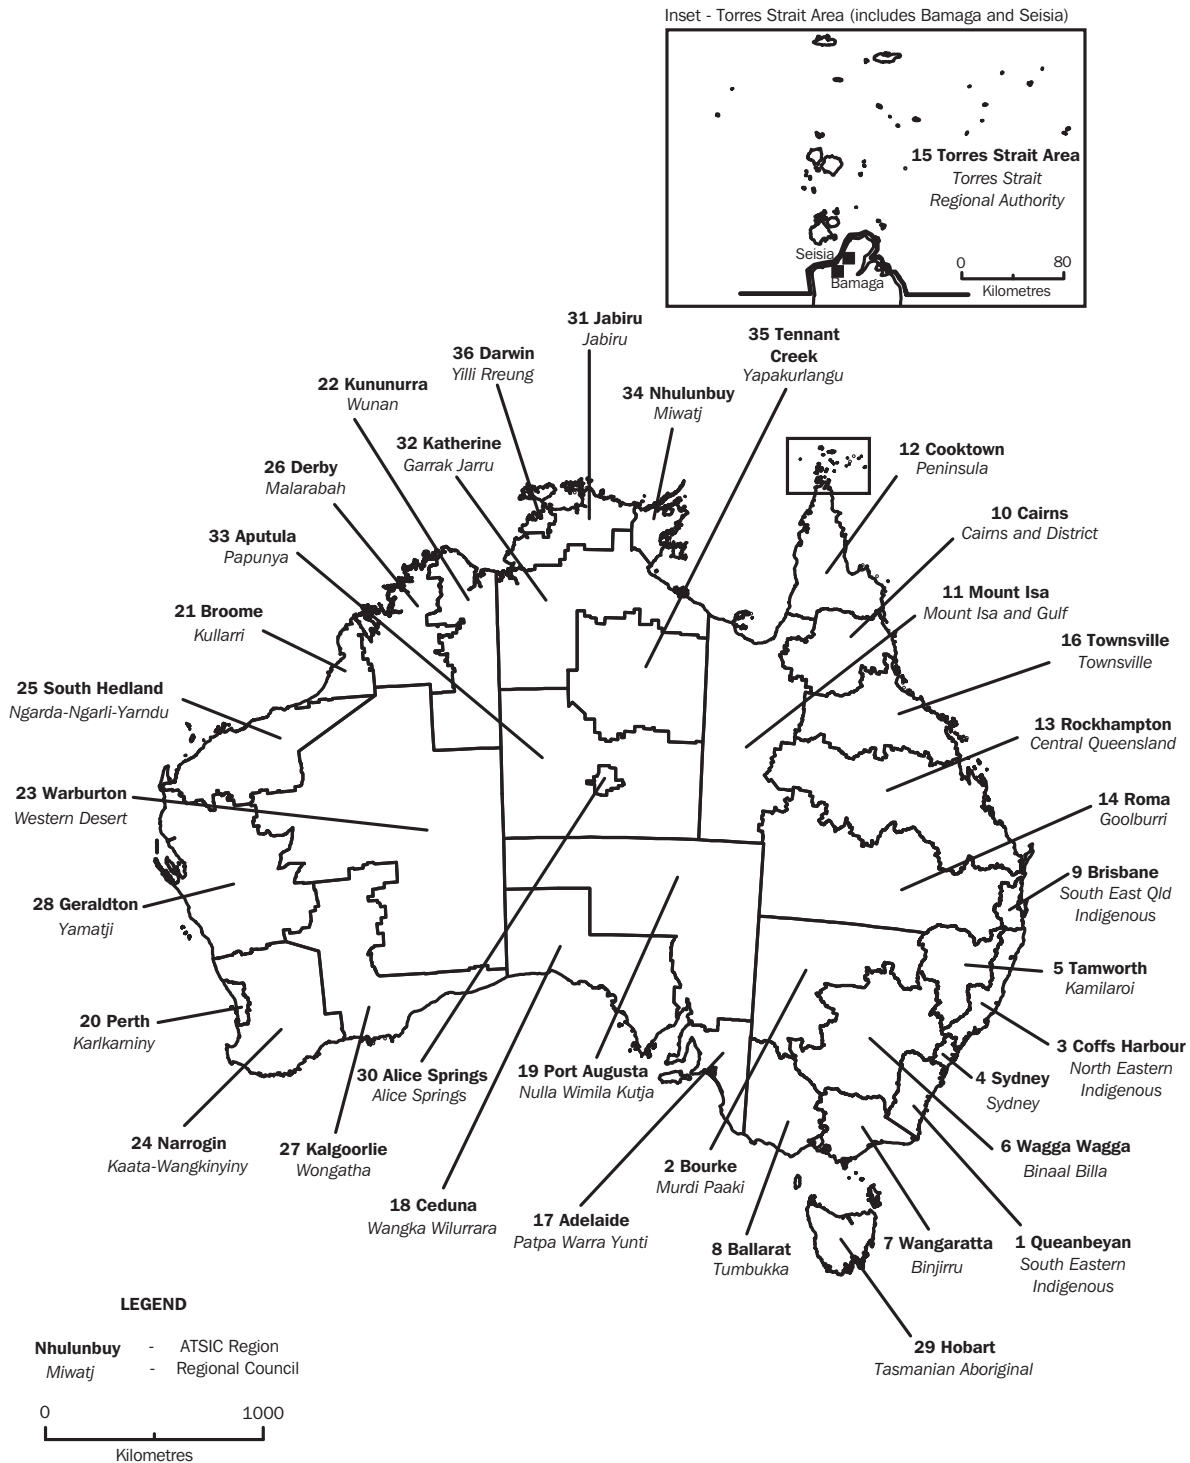 Inset - Torres Strait Area (includes Bamaga and Seisia)
15 Torres Strait Area
Torres Strait
Regional Authority
Seisia
Bamaga
0 80
Kilometres
31 Jabiru
Jabiru
35 Tennant
Creek
Yapakurlangu
36 Darwin
Yilli Rreung
22 Kununurra
Wunan
34 Nhulunbuy
Miwatj
32 Katherine
Garrak Jarru
12 Cooktown
Peninsula
26 Derby
Malarabah
10 Cairns
Cairns and District
33 Aputula
Papunya
11 Mount Isa
Mount Isa and Gulf
21 Broome
Kullarri
16 Townsville
Townsville
25 South Hedland
Ngarda-Ngarli-Yarndu
13 Rockhampton
Central Queensland
23 Warburton
Western Desert
14 Roma
Goolburri
9 Brisbane
South East Qld
Indigenous
28 Geraldton
Yamatji
5 Tamworth
Kamilaroi
20 Perth
Karlkarniny
3 Coffs Harbour
North Eastern
Indigenous
30 Alice Springs
Alice Springs
19 Port Augusta
Nulla Wimila Kutja
4 Sydney
Sydney
24 Narrogin
Kaata-Wangkinyiny
27 Kalgoorlie
Wongatha
6 Wagga Wagga
Binaal Billa
2 Bourke
Murdi Paaki
18 Ceduna
Wangka Wilurrara
17 Adelaide
Patpa Warra Yunti
8 Ballarat
Tumbukka
7 Wangaratta
Binjirru
1 Queanbeyan
South Eastern
Indigenous
29 Hobart
Tasmanian Aboriginal
LEGEND
Nhulunbuy - ATSIC Region
Miwatj - Regional Council
0 1000
Kilometres